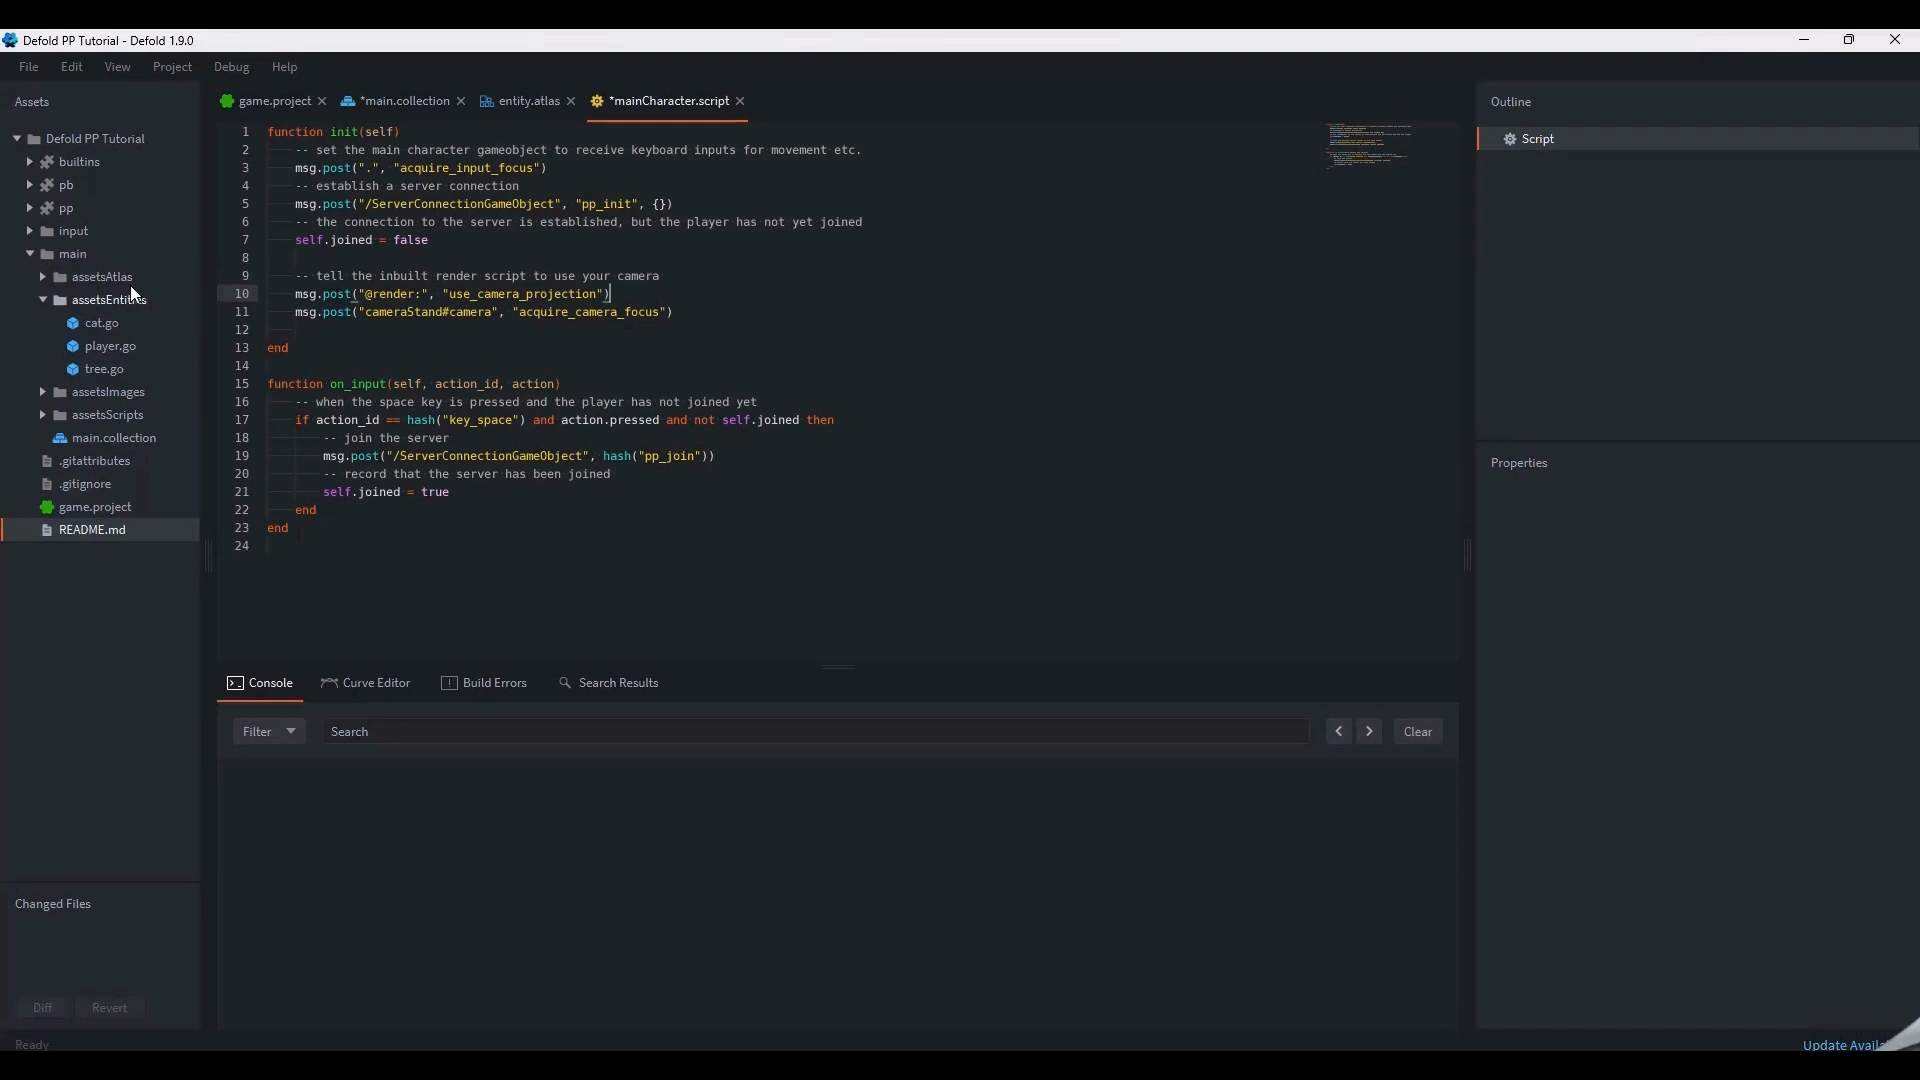 Defold PP Tutorial - Defold 1.9.0
File Edit View Project Debug Help
Assets
Defold PP Tutorial
builtins
pb
pp
input
main
assetsAtlas
assetsEntities
cat.go
player.go
tree.go
assetsImages
assetsScripts
main.collection
.gitattributes
.gitignore
game.project
README.md
Changed Files
Diff Revert
Ready
game.project *main.collection entity.atlas *mainCharacter.script
1 function init(self)
2 -- set the main character gameobject to receive keyboard inputs for movement etc.
3 msg.post(".", "acquire_input_focus")
4 -- establish a server connection
5 msg.post("/ServerConnectionGameObject", "pp_init", {})
6 -- the connection to the server is established, but the player has not yet joined
7 self.joined = false
8
9 -- tell the inbuilt render script to use your camera
10 msg.post("@render:", "use_camera_projection")
11 msg.post("cameraStand#camera", "acquire_camera_focus")
12
13 end
14
15 function on_input(self, action_id, action)
16 -- when the space key is pressed and the player has not joined yet
17 if action_id == hash("key_space") and action.pressed and not self.joined then
18 -- join the server
19 msg.post("/ServerConnectionGameObject", hash("pp_join"))
20 -- record that the server has been joined
21 self.joined = true
22 end
23 end
24
Console Curve Editor Build Errors Search Results
Filter Search Clear
Outline
Script
Properties
Update